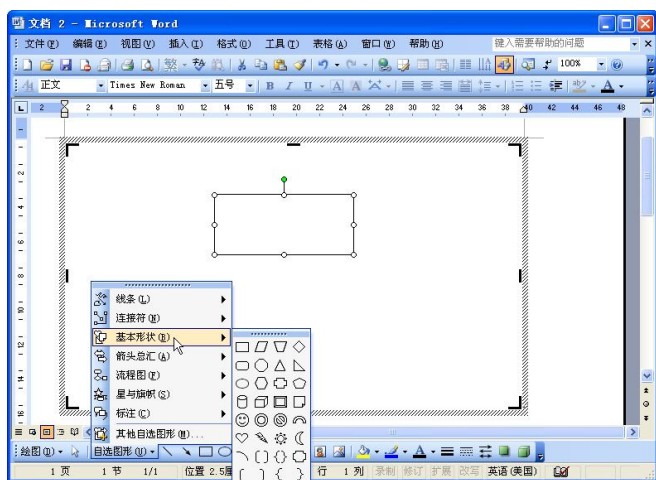 文档 2 - Microsoft Word
文件(F) 编辑(E) 视图(V) 插入(I) 格式(O) 工具(T) 表格(A) 窗口(W) 帮助(H) 键入需要帮助的问题
100%
正文 Times New Roman 五号 B I U A A A
L 2 2 4 6 8 10 12 14 16 18 20 22 24 26 28 30 32 34 36 38 40 42 44 46 48
线条(L)
连接符(N)
基本形状(B)
箭头总汇(A)
流程图(F)
星与旗帜(S)
标注(C)
其他自选图形(M)...
绘图(D) 自选图形(U) A
1 页 1 节 1/1 位置 2.5厘 行 1 列 录制 修订 扩展 改写 英语(美国)